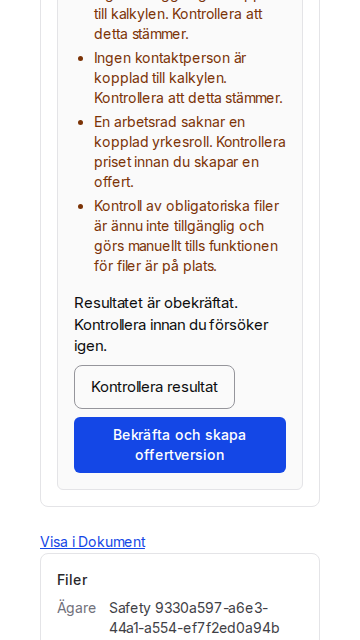 till kalkylen. Kontrollera att
detta stämmer.
Ingen kontaktperson är
kopplad till kalkylen.
Kontrollera att detta stämmer.
En arbetsrad saknar en
kopplad yrkesroll. Kontrollera
priset innan du skapar en
offert.
Kontroll av obligatoriska filer
är ännu inte tillgänglig och
görs manuellt tills funktionen
för filer är på plats.
Resultatet är obekräftat.
Kontrollera innan du försöker
igen.
Kontrollera resultat
Bekräfta och skapa
offertversion
Visa i Dokument
Filer
Ägare Safety 9330a597-a6e3-
44a1-a554-ef7f2ed0a94b